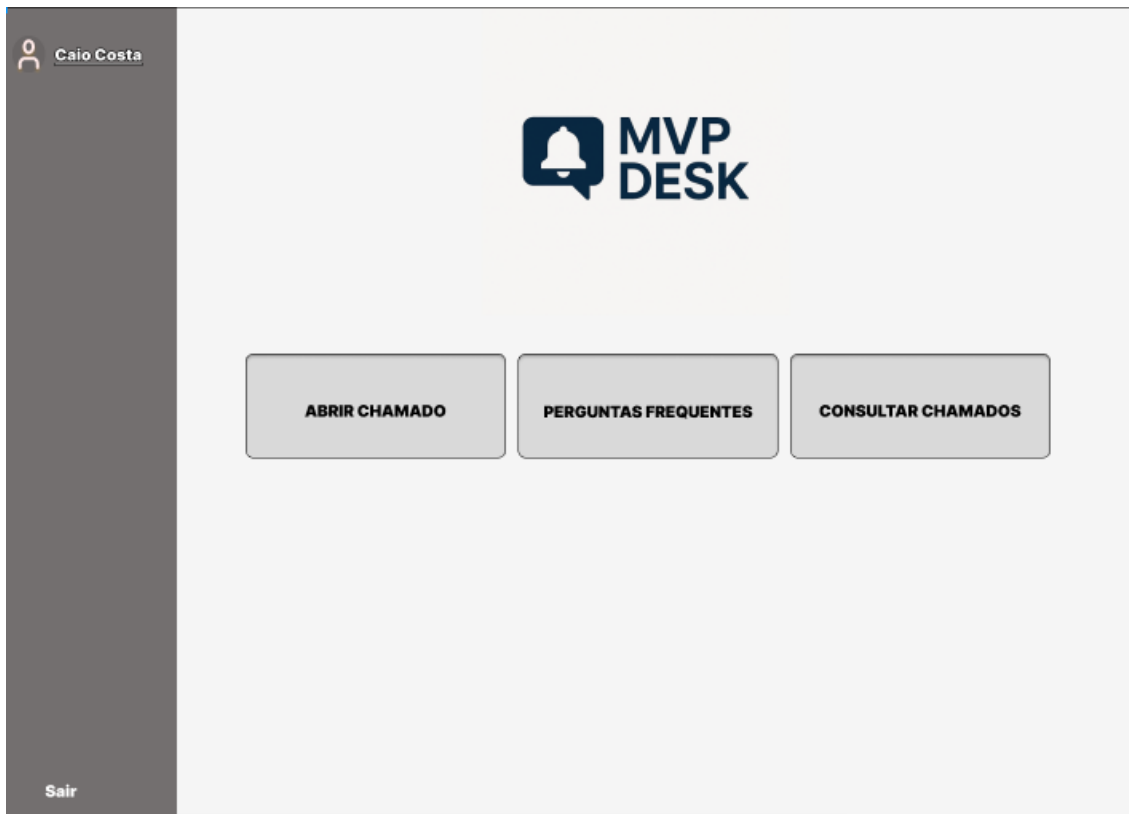 Caio Costa
MVP
DESK
ABRIR CHAMADO
PERGUNTAS FREQUENTES
CONSULTAR CHAMADOS
Sair